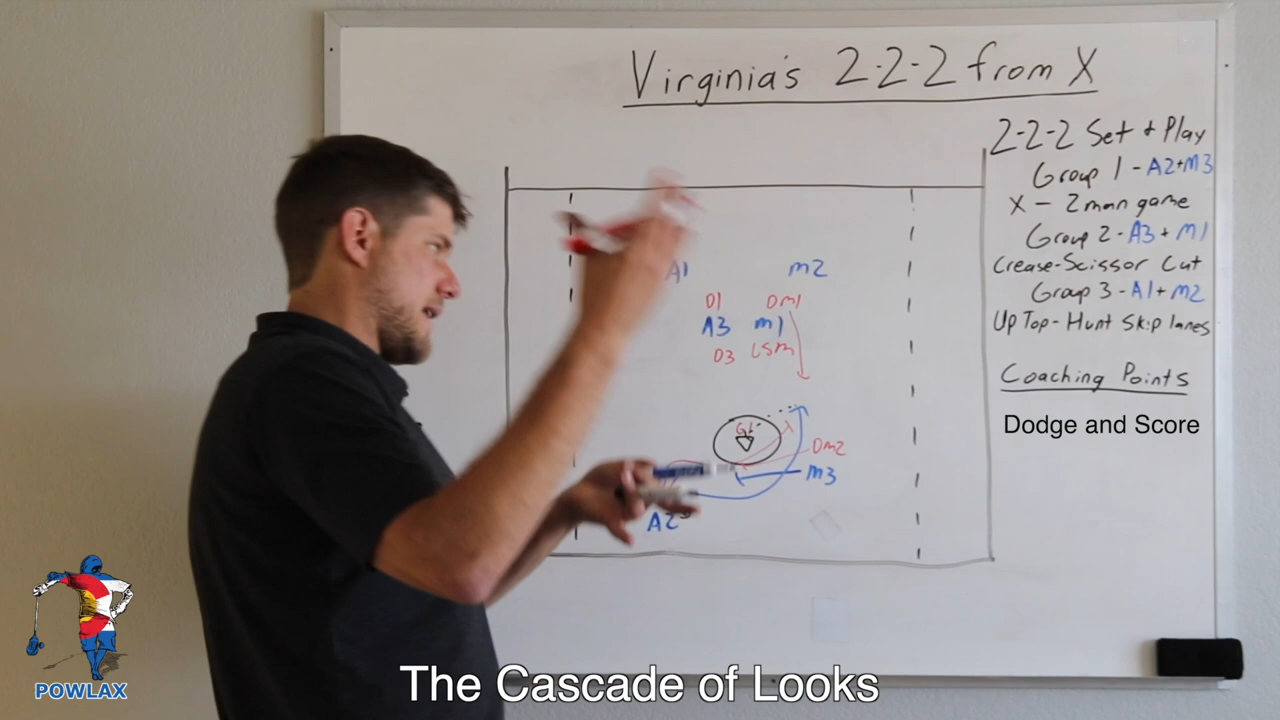 Virginia's 2-2-2 from X
2-2-2 Set + Play
Group 1 - A2+M3
X - 2 man game
Group 2 - A3 + M1
Crease-Scissor Cut
Group 3 - A1 + M2
Up Top - Hunt Skip lanes
Coaching Points
Dodge and Score
A1 M2
D1 DM1
A3 M1
D3 LSM
G1
DM2
M3
A2
The Cascade of Looks
POWLAX